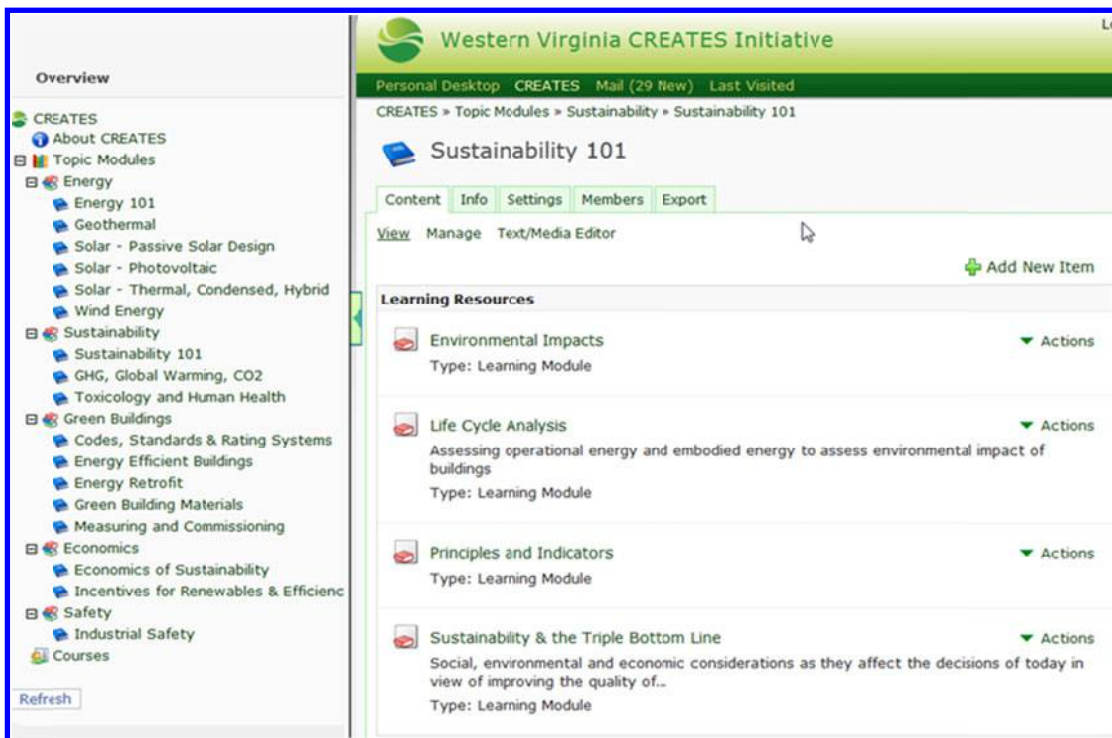 Overview
CREATES
About CREATES
Topic Modules
Energy
Energy 101
Geothermal
Solar - Passive Solar Design
Solar - Photovoltaic
Solar - Thermal, Condensed, Hybrid
Wind Energy
Sustainability
Sustainability 101
GHG, Global Warming, CO2
Toxicology and Human Health
Green Buildings
Codes, Standards & Rating Systems
Energy Efficient Buildings
Energy Retrofit
Green Building Materials
Measuring and Commissioning
Economics
Economics of Sustainability
Incentives for Renewables & Efficienc
Safety
Industrial Safety
Courses
Refresh
Western Virginia CREATES Initiative
Personal Desktop CREATES Mail (29 New) Last Visited
CREATES » Topic Modules » Sustainability » Sustainability 101
Sustainability 101
Content Info Settings Members Export
View Manage Text/Media Editor
Add New Item
Learning Resources
Environmental Impacts Actions
Type: Learning Module
Life Cycle Analysis Actions
Assessing operational energy and embodied energy to assess environmental impact of
buildings
Type: Learning Module
Principles and Indicators Actions
Type: Learning Module
Sustainability & the Triple Bottom Line Actions
Social, environmental and economic considerations as they affect the decisions of today in
view of improving the quality of...
Type: Learning Module